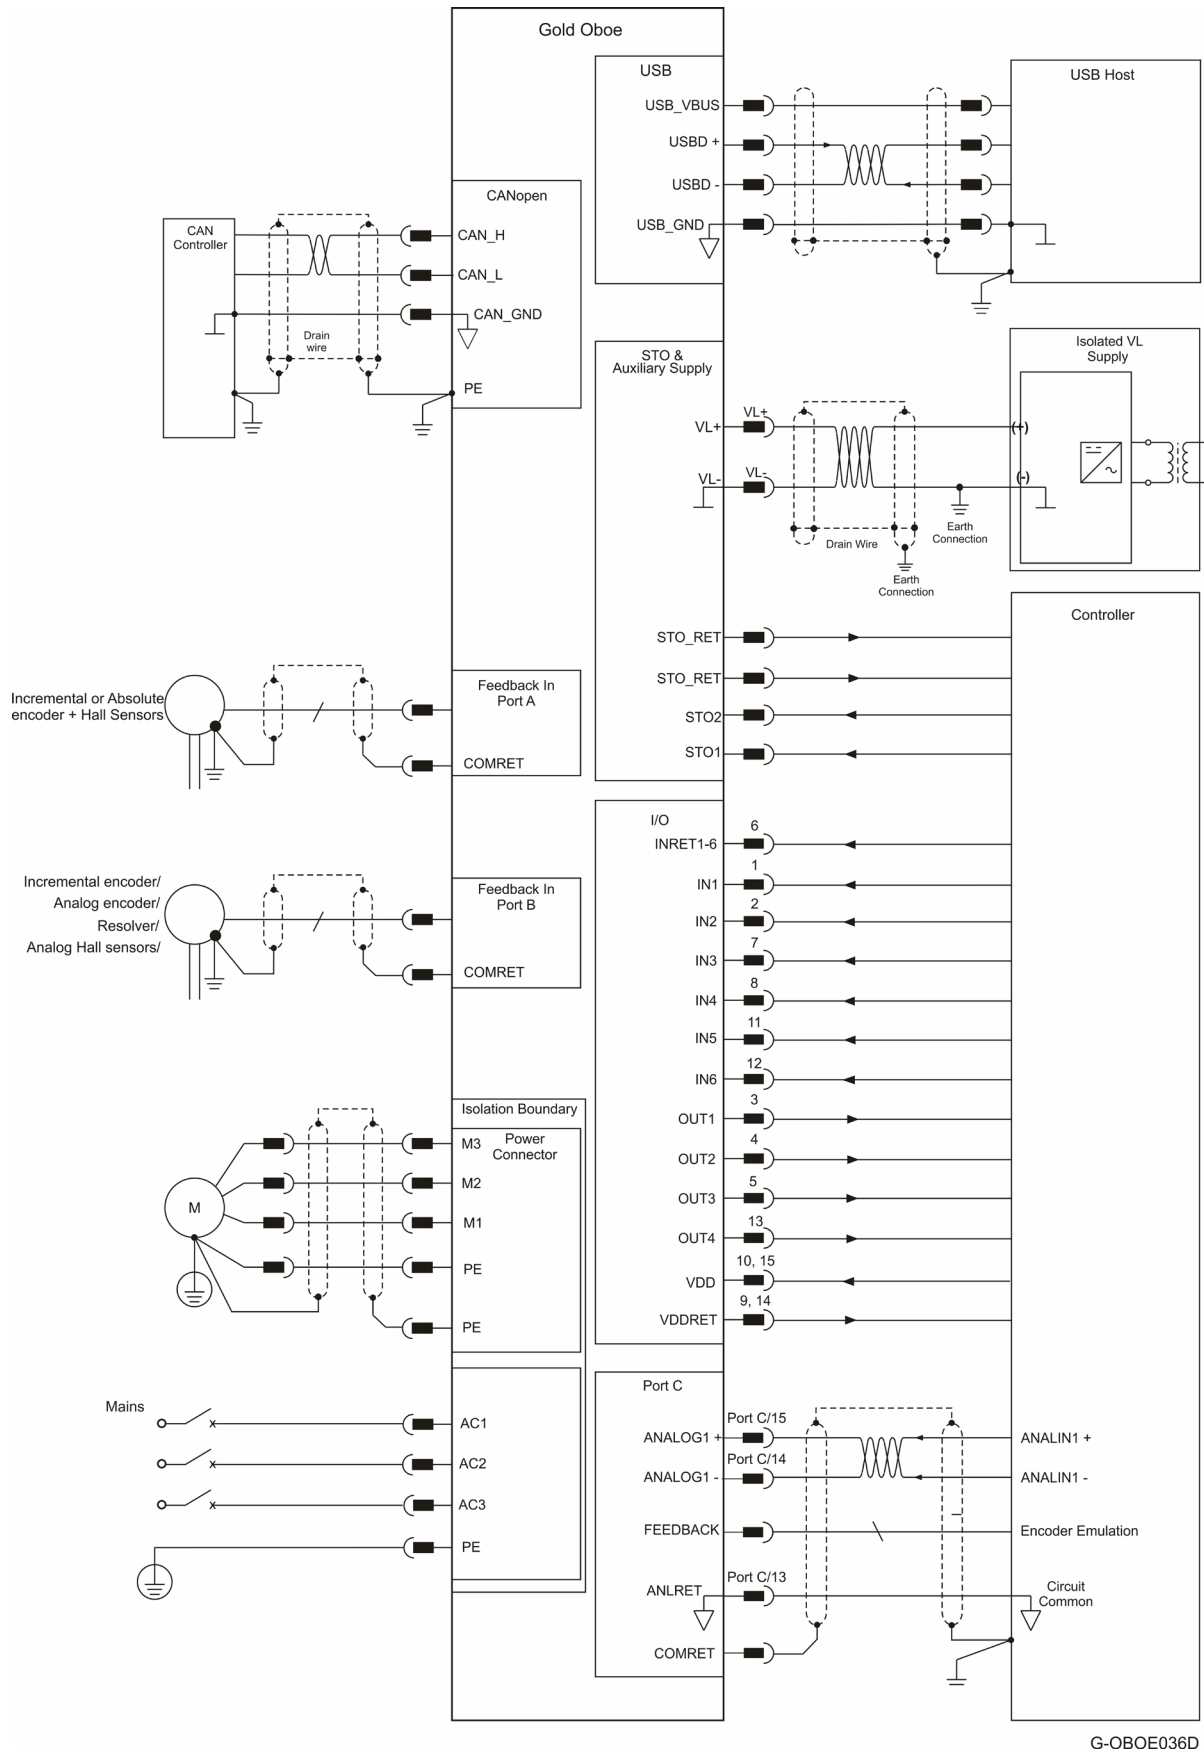 Gold Oboe
USB
USB_VBUS
USBD +
USBD -
USB_GND
USB Host
CANopen
CAN
Controller
CAN_H
CAN_L
CAN_GND
Drain
wire
PE
STO &
Auxiliary Supply
VL+
VL+
VL-
VL-
Isolated VL
Supply
(+)
(-)
Drain Wire
Earth
Connection
Earth
Connection
Controller
STO_RET
STO_RET
STO2
STO1
Incremental or Absolute
encoder + Hall Sensors
Feedback In
Port A
COMRET
I/O
6
INRET1-6
1
IN1
2
IN2
7
IN3
8
IN4
11
IN5
12
IN6
3
OUT1
4
OUT2
5
OUT3
13
OUT4
10, 15
VDD
9, 14
VDDRET
Incremental encoder/
Analog encoder/
Resolver/
Analog Hall sensors/
Feedback In
Port B
COMRET
Isolation Boundary
Power
Connector
M3
M2
M1
PE
PE
M
Mains
AC1
AC2
AC3
PE
Port C
Port C/15
ANALOG1 +
ANALIN1 +
Port C/14
ANALOG1 -
ANALIN1 -
FEEDBACK
Encoder Emulation
Port C/13
ANLRET
Circuit
Common
COMRET
G-OBOE036D